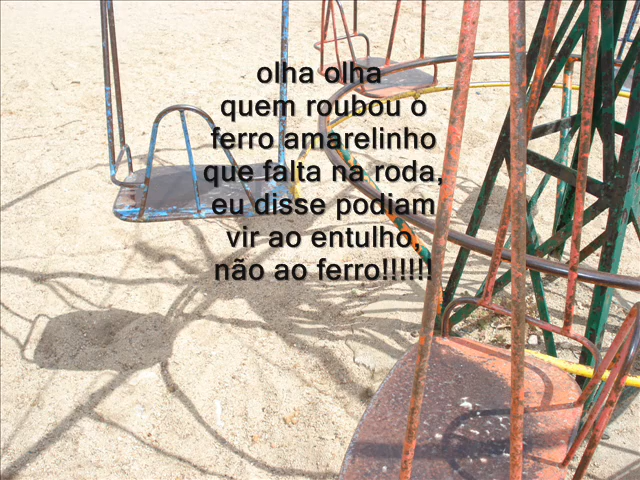 olha olha
quem roubou o
ferro amarelinho
que falta na roda,
eu disse podiam
vir ao entulho,
não ao ferro!!!!!!